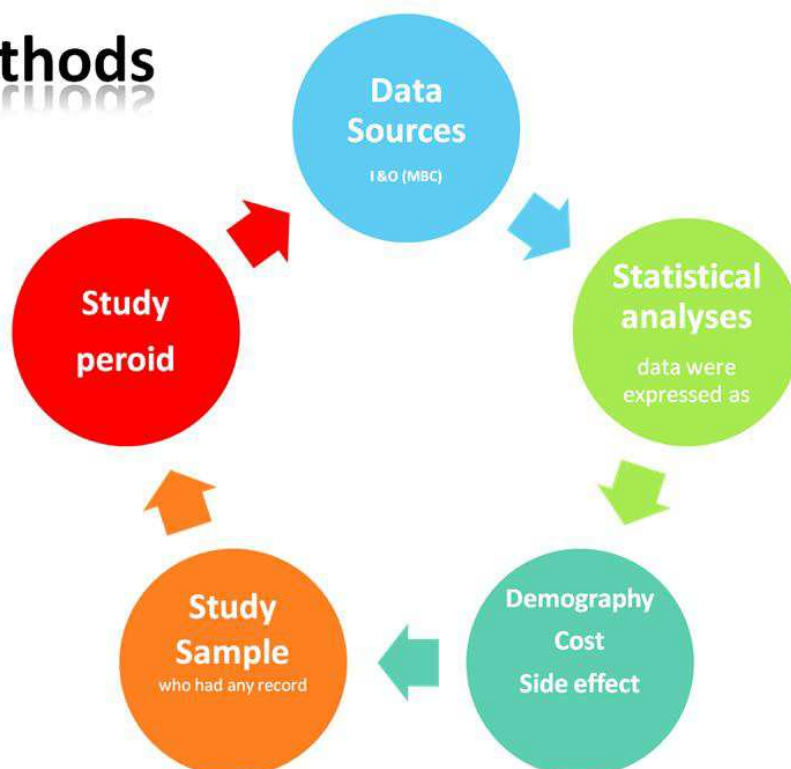 thods
Data
Sources
I &O (MBC)
Statistical
analyses
data were
expressed as
Demography
Cost
Side effect
Study
Sample
who had any record
Study
peroid